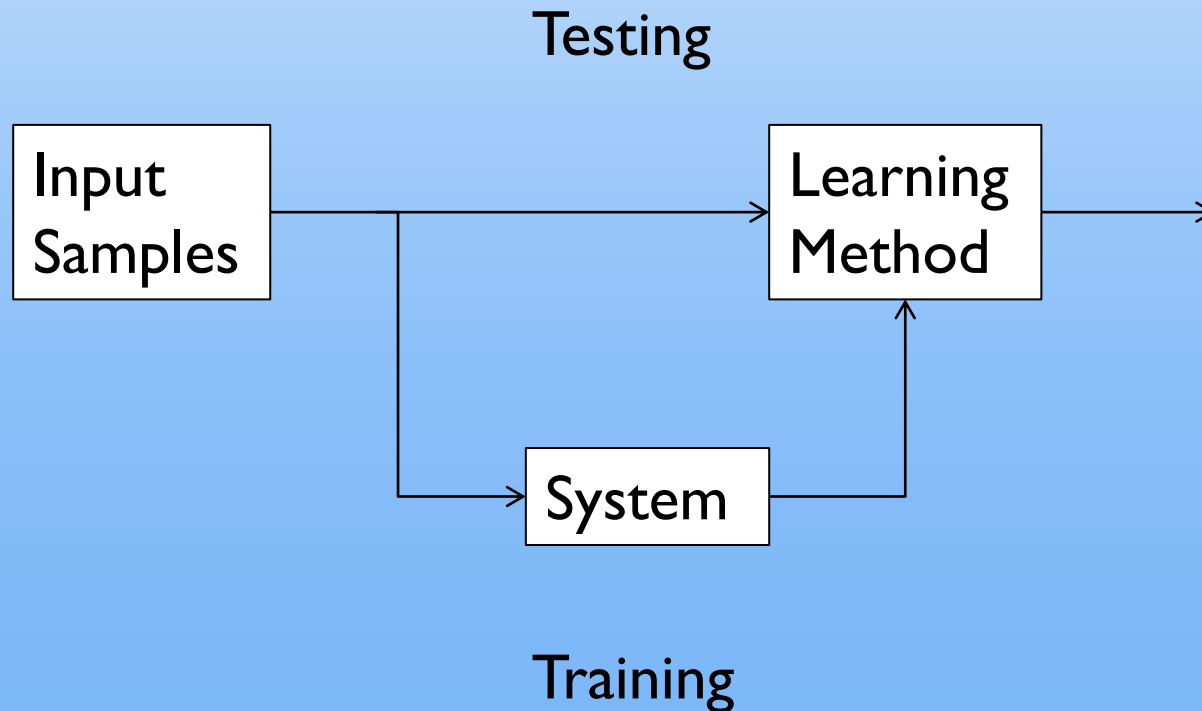 Testing
Input
Samples
Learning
Method
System
Training